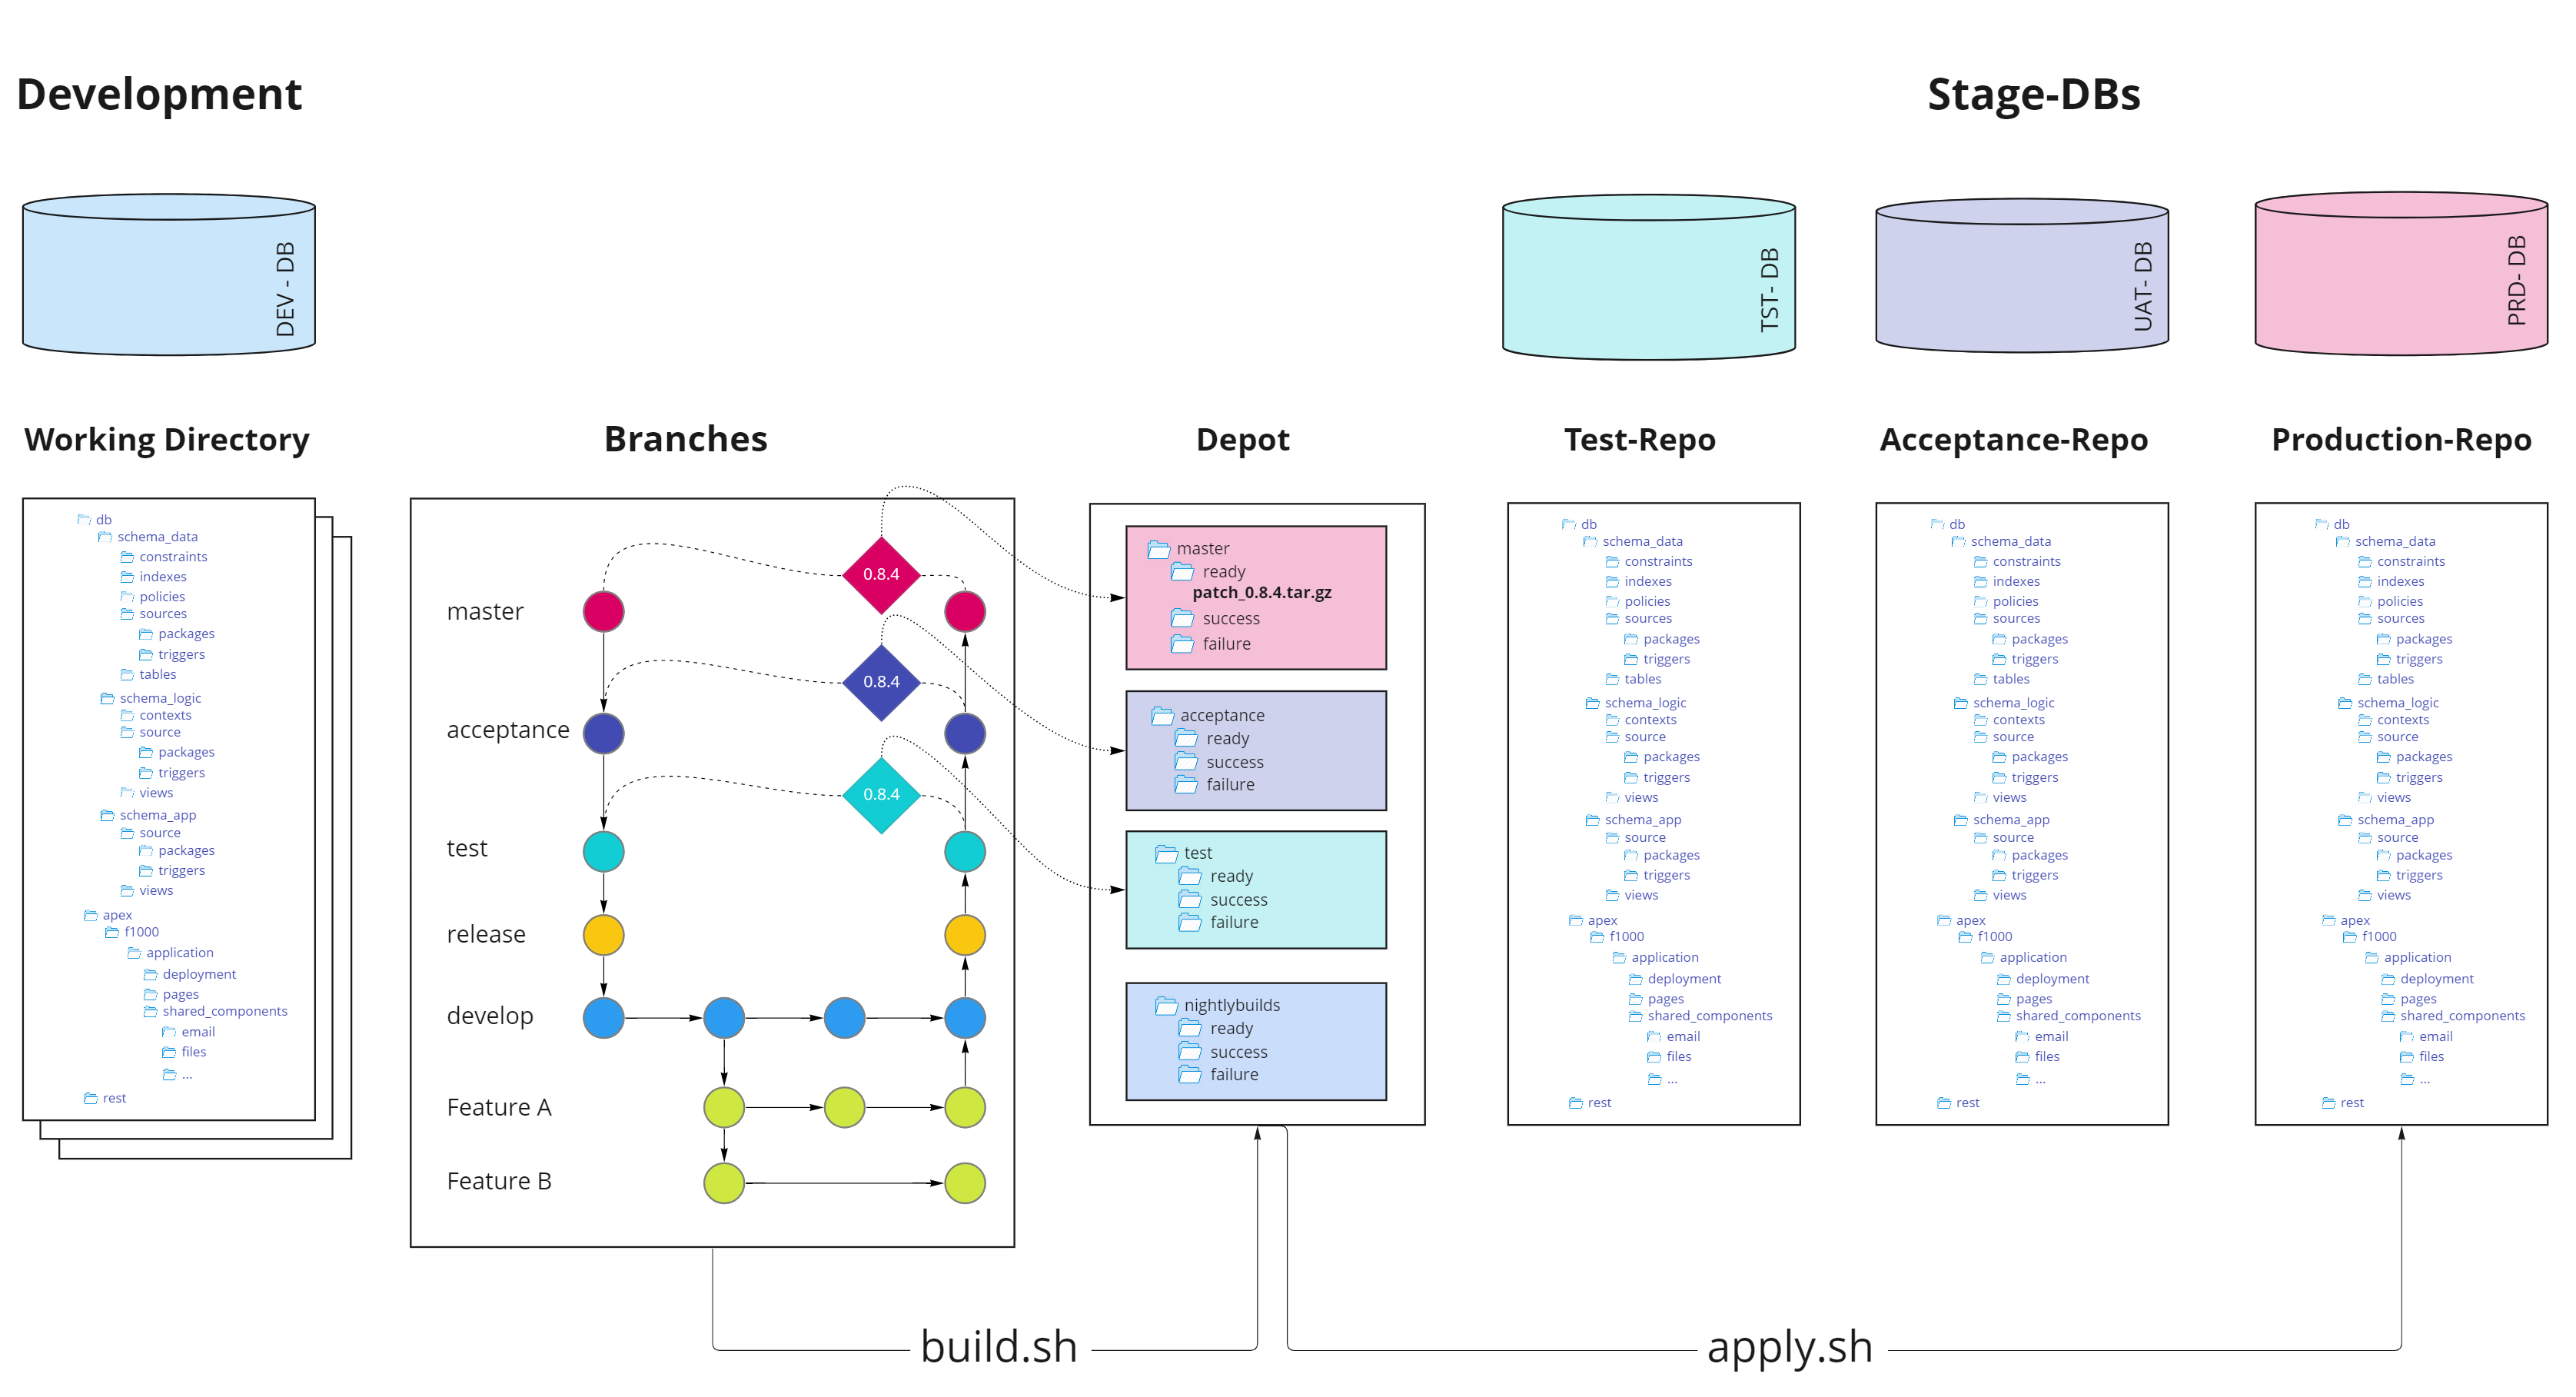 Development
Stage-DBs
DEV - DB
TST- DB
UAT- DB
PRD- DB
Working Directory
Branches
Depot
Test-Repo
Acceptance-Repo
Production-Repo
db
schema_data
constraints
indexes
policies
sources
packages
triggers
tables
schema_logic
contexts
source
packages
triggers
views
schema_app
source
packages
triggers
views
apex
f1000
application
deployment
pages
shared_components
email
files
...
rest
0.8.4
master
0.8.4
acceptance
0.8.4
test
release
develop
Feature A
Feature B
master
ready
patch_0.8.4.tar.gz
success
failure
acceptance
ready
success
failure
test
ready
success
failure
nightlybuilds
ready
success
failure
db
schema_data
constraints
indexes
policies
sources
packages
triggers
tables
schema_logic
contexts
source
packages
triggers
views
schema_app
source
packages
triggers
views
apex
f1000
application
deployment
pages
shared_components
email
files
...
rest
db
schema_data
constraints
indexes
policies
sources
packages
triggers
tables
schema_logic
contexts
source
packages
triggers
views
schema_app
source
packages
triggers
views
apex
f1000
application
deployment
pages
shared_components
email
files
...
rest
db
schema_data
constraints
indexes
policies
sources
packages
triggers
tables
schema_logic
contexts
source
packages
triggers
views
schema_app
source
packages
triggers
views
apex
f1000
application
deployment
pages
shared_components
email
files
...
rest
build.sh
apply.sh